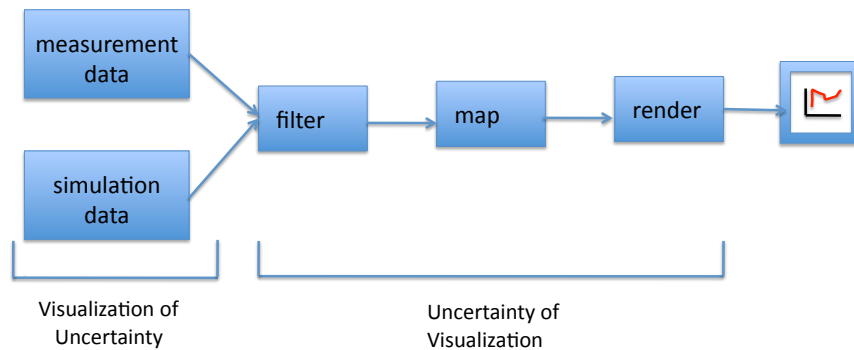 measurement
data
filter
map
render
simulation
data
Visualization of
Uncertainty
Uncertainty of
Visualization